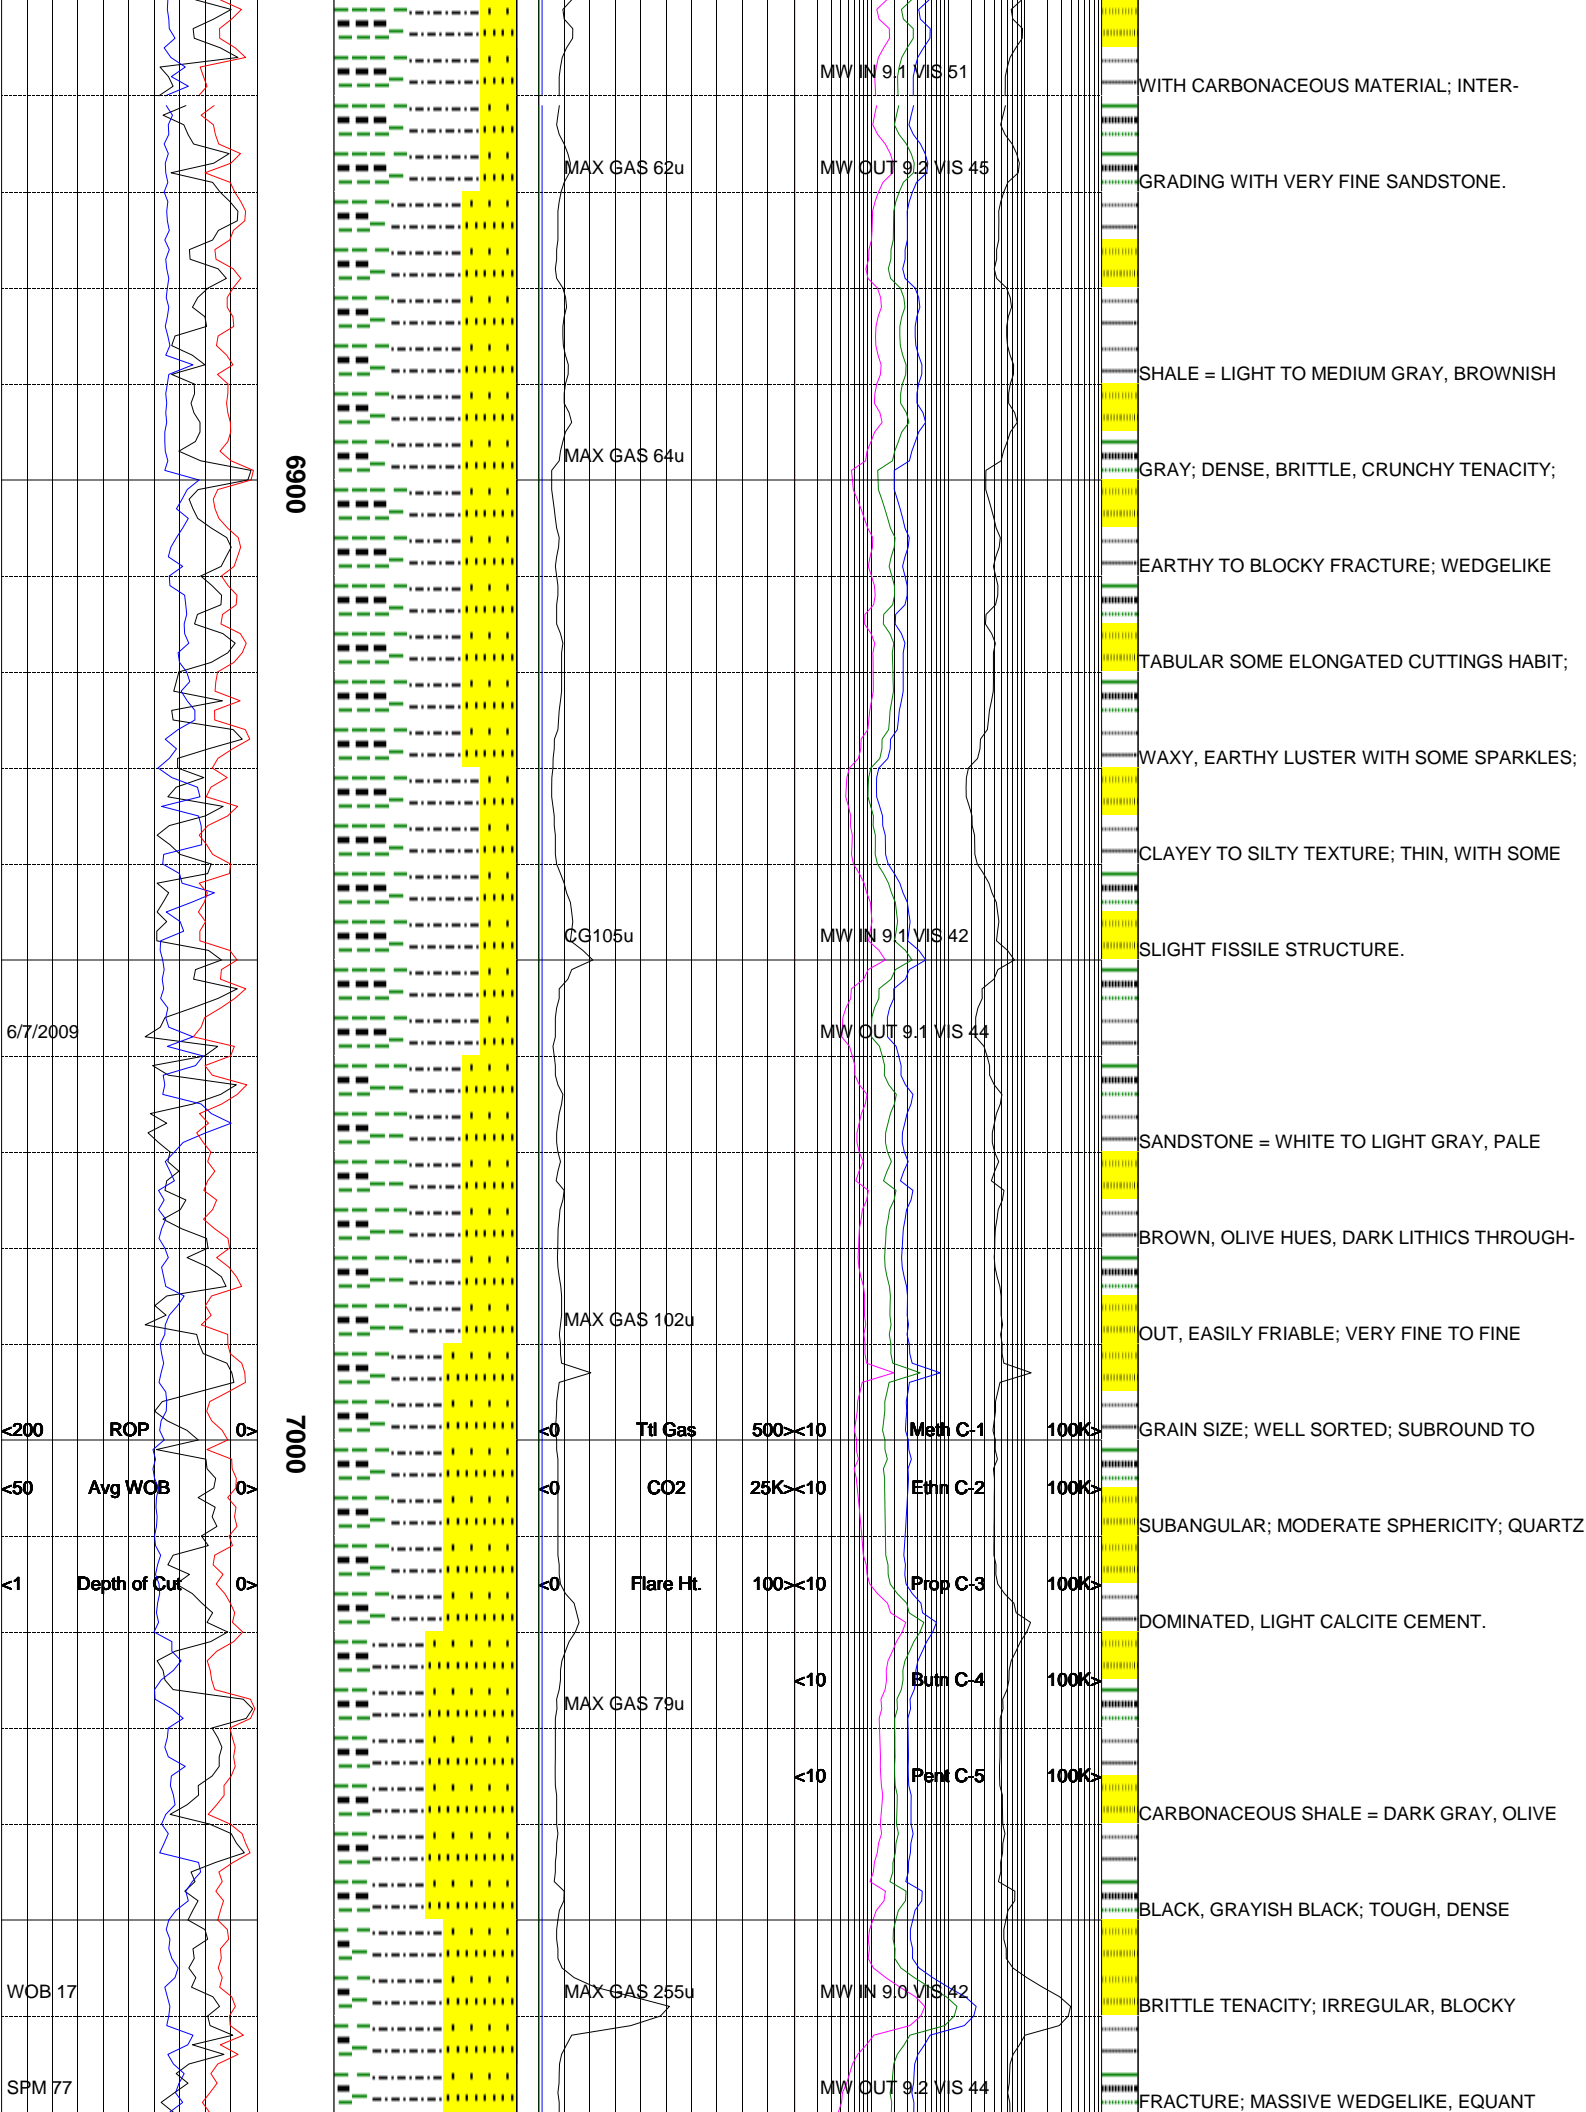 MW IN 9.1 VIS 51
WITH CARBONACEOUS MATERIAL; INTER-
MAX GAS 62u
MW OUT 9.2 VIS 45
GRADING WITH VERY FINE SANDSTONE.
SHALE = LIGHT TO MEDIUM GRAY, BROWNISH
MAX GAS 64u
GRAY; DENSE, BRITTLE, CRUNCHY TENACITY;
6900
EARTHY TO BLOCKY FRACTURE; WEDGELIKE
TABULAR SOME ELONGATED CUTTINGS HABIT;
WAXY, EARTHY LUSTER WITH SOME SPARKLES;
CLAYEY TO SILTY TEXTURE; THIN, WITH SOME
CG105u
MW IN 9.1 VIS 42
SLIGHT FISSILE STRUCTURE.
6/7/2009
MW OUT 9.1 VIS 44
SANDSTONE = WHITE TO LIGHT GRAY, PALE
BROWN, OLIVE HUES, DARK LITHICS THROUGH-
MAX GAS 102u
OUT, EASILY FRIABLE; VERY FINE TO FINE
<200 ROP 0>
7000
<0 Ttl Gas 500>
<10 Meth C-1 100K>
GRAIN SIZE; WELL SORTED; SUBROUND TO
<50 Avg WOB 0>
<0 CO2 25K>
<10 Ethn C-2 100K>
SUBANGULAR; MODERATE SPHERICITY; QUARTZ
<1 Depth of Cut 0>
<0 Flare Ht. 100>
<10 Prop C-3 100K>
DOMINATED, LIGHT CALCITE CEMENT.
<10 Butn C-4 100K>
MAX GAS 79u
<10 Pent C-5 100K>
CARBONACEOUS SHALE = DARK GRAY, OLIVE
BLACK, GRAYISH BLACK; TOUGH, DENSE
WOB 17
MAX GAS 255u
MW IN 9.0 VIS 42
BRITTLE TENACITY; IRREGULAR, BLOCKY
SPM 77
MW OUT 9.2 VIS 44
FRACTURE; MASSIVE WEDGELIKE, EQUANT